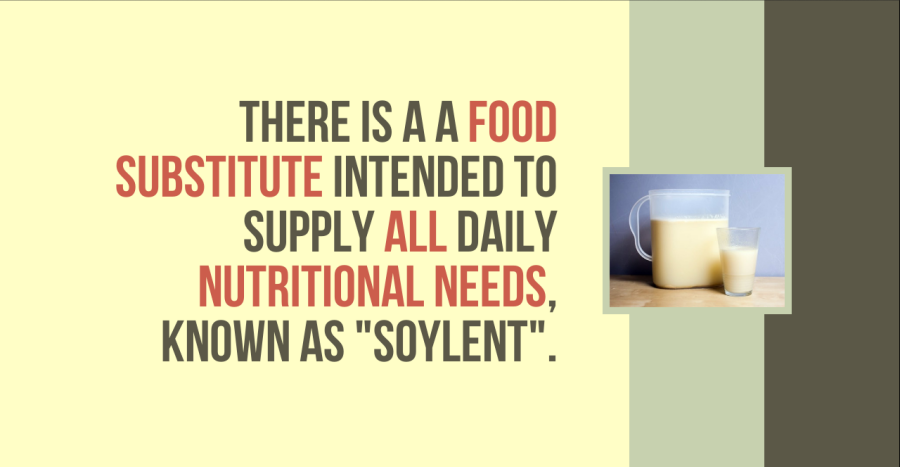 THERE IS A A FOOD
SUBSTITUTE INTENDED TO
SUPPLY ALL DAILY
NUTRITIONAL NEEDS,
KNOWN AS "SOYLENT".